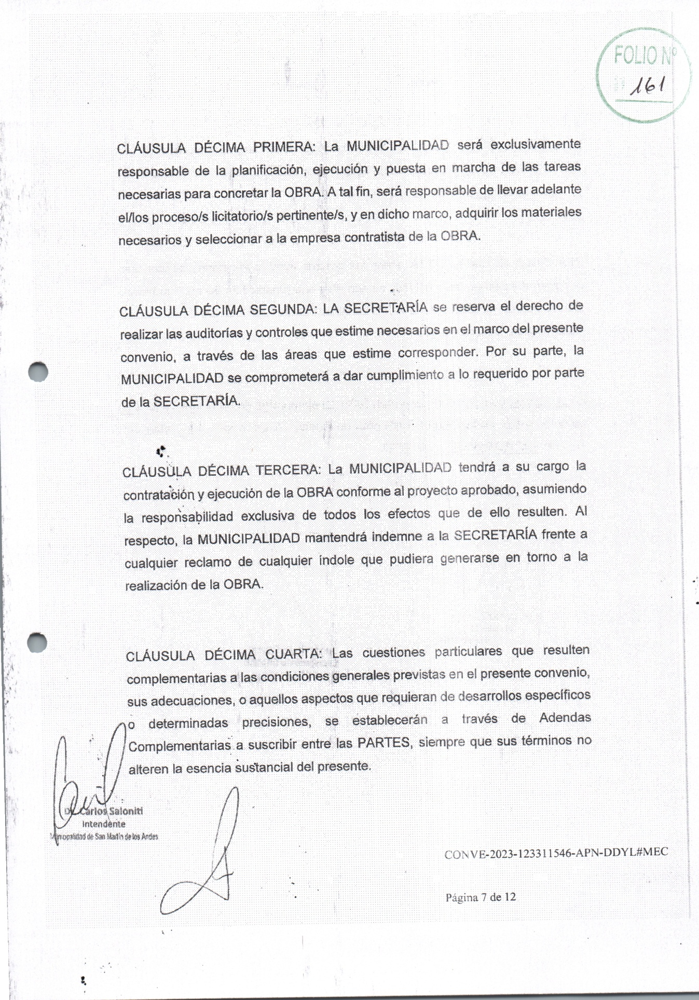 FOLIO Nº
161
CLÁUSULA DÉCIMA PRIMERA: La MUNICIPALIDAD será exclusivamente
responsable de la planificación, ejecución y puesta en marcha de las tareas
necesarias para concretar la OBRA. A tal fin, será responsable de llevar adelante
el/los proceso/s licitatorio/s pertinente/s, y en dicho marco, adquirir los materiales
necesarios y seleccionar a la empresa contratista de la OBRA.
CLÁUSULA DÉCIMA SEGUNDA: LA SECRETARÍA se reserva el derecho de
realizar las auditorías y controles que estime necesarios en el marco del presente
convenio, a través de las áreas que estime corresponder. Por su parte, la
MUNICIPALIDAD se comprometerá a dar cumplimiento a lo requerido por parte
de la SECRETARÍA.
CLÁUSULA DÉCIMA TERCERA: La MUNICIPALIDAD tendrá a su cargo la
contratación y ejecución de la OBRA conforme al proyecto aprobado, asumiendo
la responsabilidad exclusiva de todos los efectos que de ello resulten. Al
respecto, la MUNICIPALIDAD mantendrá indemne a la SECRETARÍA frente a
cualquier reclamo de cualquier índole que pudiera generarse en torno a la
realización de la OBRA.
CLÁUSULA DÉCIMA CUARTA: Las cuestiones particulares que resulten
complementarias a las condiciones generales previstas en el presente convenio,
sus adecuaciones, o aquellos aspectos que requieran de desarrollos específicos
o determinadas precisiones, se establecerán a través de Adendas
Complementarias a suscribir entre las PARTES, siempre que sus términos no
alteren la esencia sustancial del presente.
Dr. Carlos Saloniti
Intendente
Municipalidad de San Martín de los Andes
CONVE-2023-123311546-APN-DDYL#MEC
Página 7 de 12